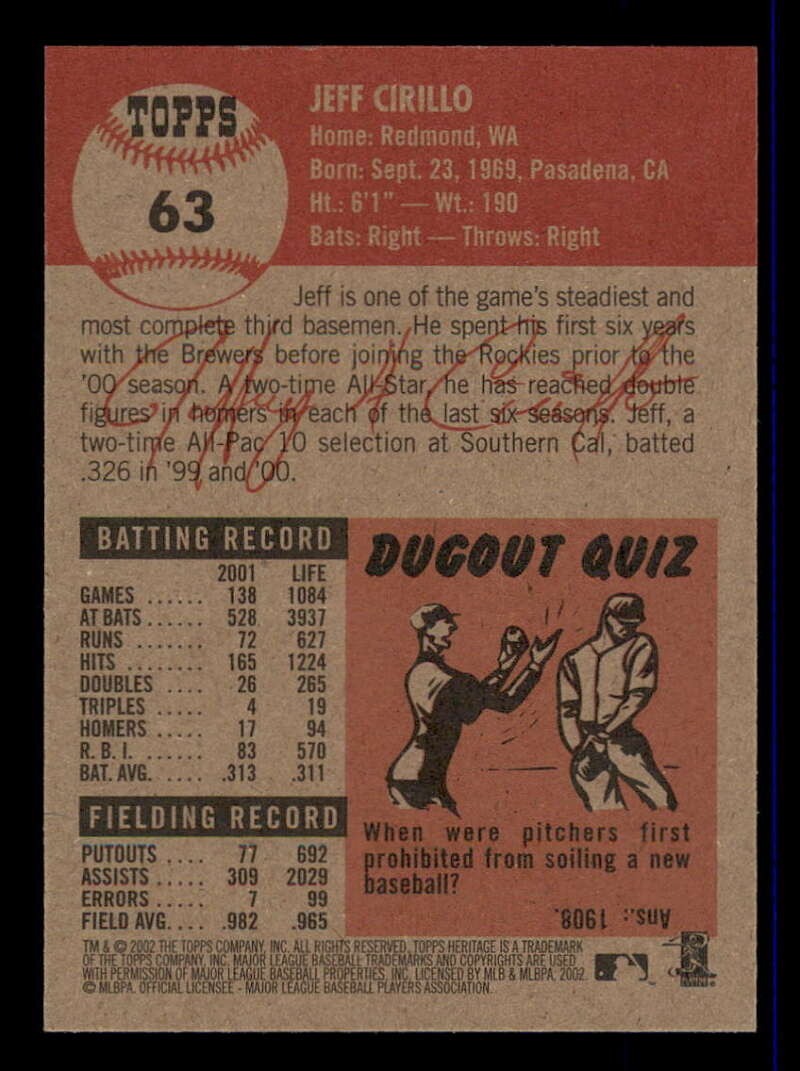 TOPPS
63
JEFF CIRILLO
Home: Redmond, WA
Born: Sept. 23, 1969, Pasadena, CA
Ht.: 6'1" — Wt.: 190
Bats: Right — Throws: Right
Jeff is one of the game's steadiest and
most complete third basemen. He spent his first six years
with the Brewers before joining the Rockies prior to the
'00 season. A two-time All-Star, he has reached double
figures in homers in each of the last six seasons. Jeff, a
two-time All-Pac 10 selection at Southern Cal, batted
.326 in '99 and '00.
BATTING RECORD
2001 LIFE
GAMES ...... 138 1084
AT BATS ...... 528 3937
RUNS ....... 72 627
HITS ........ 165 1224
DOUBLES .... 26 265
TRIPLES ..... 4 19
HOMERS ..... 17 94
R.B.I. ...... 83 570
BAT. AVG. ..... .313 .311
FIELDING RECORD
PUTOUTS .... 77 692
ASSISTS ..... 309 2029
ERRORS ..... 7 99
FIELD AVG. ... .982 .965
DUGOUT QUIZ
When were pitchers first
prohibited from soiling a new
baseball?
Ans.: 1908.
TM & © 2002 THE TOPPS COMPANY, INC. ALL RIGHTS RESERVED. TOPPS HERITAGE IS A TRADEMARK
OF THE TOPPS COMPANY, INC. MAJOR LEAGUE BASEBALL TRADEMARKS AND COPYRIGHTS ARE USED
WITH PERMISSION OF MAJOR LEAGUE BASEBALL PROPERTIES, INC. LICENSED BY MLB & MLBPA, 2002.
© MLBPA. OFFICIAL LICENSEE - MAJOR LEAGUE BASEBALL PLAYERS ASSOCIATION.